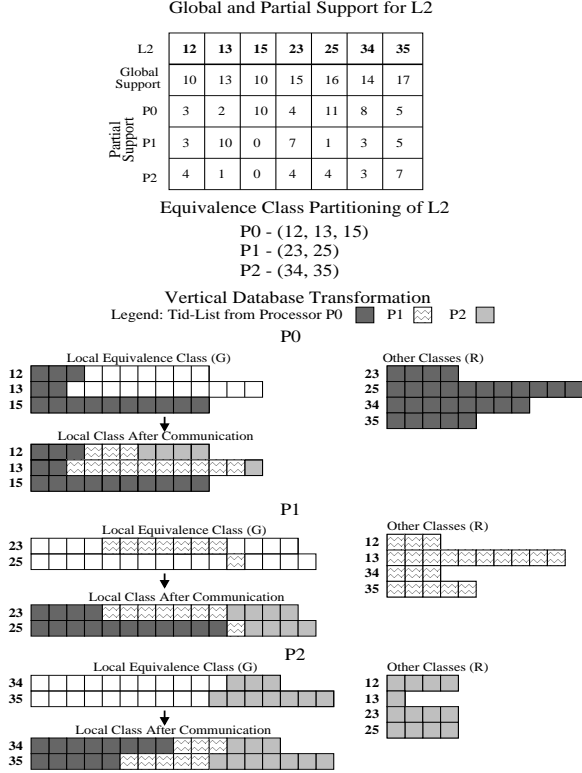 Global and Partial Support for L2
L2 12 13 15 23 25 34 35
Global Support 10 13 10 15 16 14 17
Partial Support
P0 3 2 10 4 11 8 5
P1 3 10 0 7 1 3 5
P2 4 1 0 4 4 3 7
Equivalence Class Partitioning of L2
P0 - (12, 13, 15)
P1 - (23, 25)
P2 - (34, 35)
Vertical Database Transformation
Legend: Tid-List from Processor P0 P1 P2
P0
Local Equivalence Class (G)
12
13
15
Local Class After Communication
12
13
15
Other Classes (R)
23
25
34
35
P1
Local Equivalence Class (G)
23
25
Local Class After Communication
23
25
Other Classes (R)
12
13
34
35
P2
Local Equivalence Class (G)
34
35
Local Class After Communication
34
35
Other Classes (R)
12
13
23
25